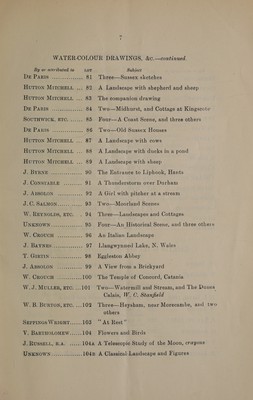 7
WATER-COLOUR DRAWINGS, &c.—continued
By or attributed to LOT Subject
DE PARIS ............ 81 Three—Sussex sketches
HUTTON MITCHELL ... 82 A Landscape with shepherd and sheep
HUTTON MITCHELL ... 83 The companion drawing
DE PARIS ............ 84 Two—Midhurst, and Cottage at Kingscote
SOUTHWICK, ETC. ...... 85 Four—A Coast Scene, and three others
DE PARIS ............ 86 Two—Old Sussex Houses
HUTTON MITCHELL .. 87 A Landscape with cows
HUTTON MITCHELL .. 88 A Landscape with ducks in a pond
HUTTON MITCHELL .. 89 A Landscape with sheep
J. BYRNE ............ 90 The Entrance to Liphook, Hants
J. CONSTABLE ......... 91 A Thunderstorm over Durham
J. ABSOLON ............ 92 A Girl with pitcher at a stream
J. C. SALMON ............ 93 Two—Moorland Scenes
W. REYNOLDS, ETC. ... 94 Three—Landscapes and Cottages
UNKNOWN ............ 95 Four—An Historical Scene, and three others
W. CROUCH ............ 96 An Italian Landscape
J. BAYNES ............ 97 Llangwynned Lake, N. Wales
T. GIRTIN ............ 98 Eggleston Abbey
J. ABSOLON ............ 99 A View from a Brickyard
W. CROUCH ............100 The Temple of Concord, Catania
W. J. MULLER, ETC. ...101 Two—Watermill and Stream, and The Dunes,
Calais, W. C. Stanfield
W. H. BURTON, ETC. ...102 Three—Heysham, near Morecambe, and two
others
SEPPINGS WRIGHT......103 "At Rest"
V. BARTHOLOMEW......104 Flowers and Birds
J. RUSSELL, R.A. ......104A A Telescopic Study of the Moon, crayons
UNKNOWN ............104B A Classical Landscape and Figures